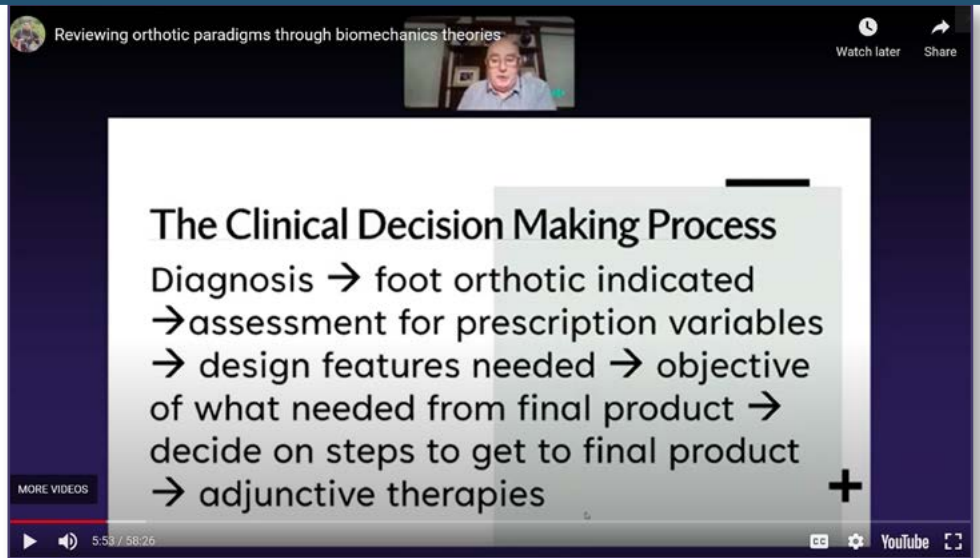 Reviewing orthotic paradigms through biomechanics theories
Watch later
Share
The Clinical Decision Making Process
Diagnosis → foot orthotic indicated
→assessment for prescription variables
→ design features needed → objective
of what needed from final product →
decide on steps to get to final product
→ adjunctive therapies
MORE VIDEOS
5:53 / 58:26
CC
YouTube